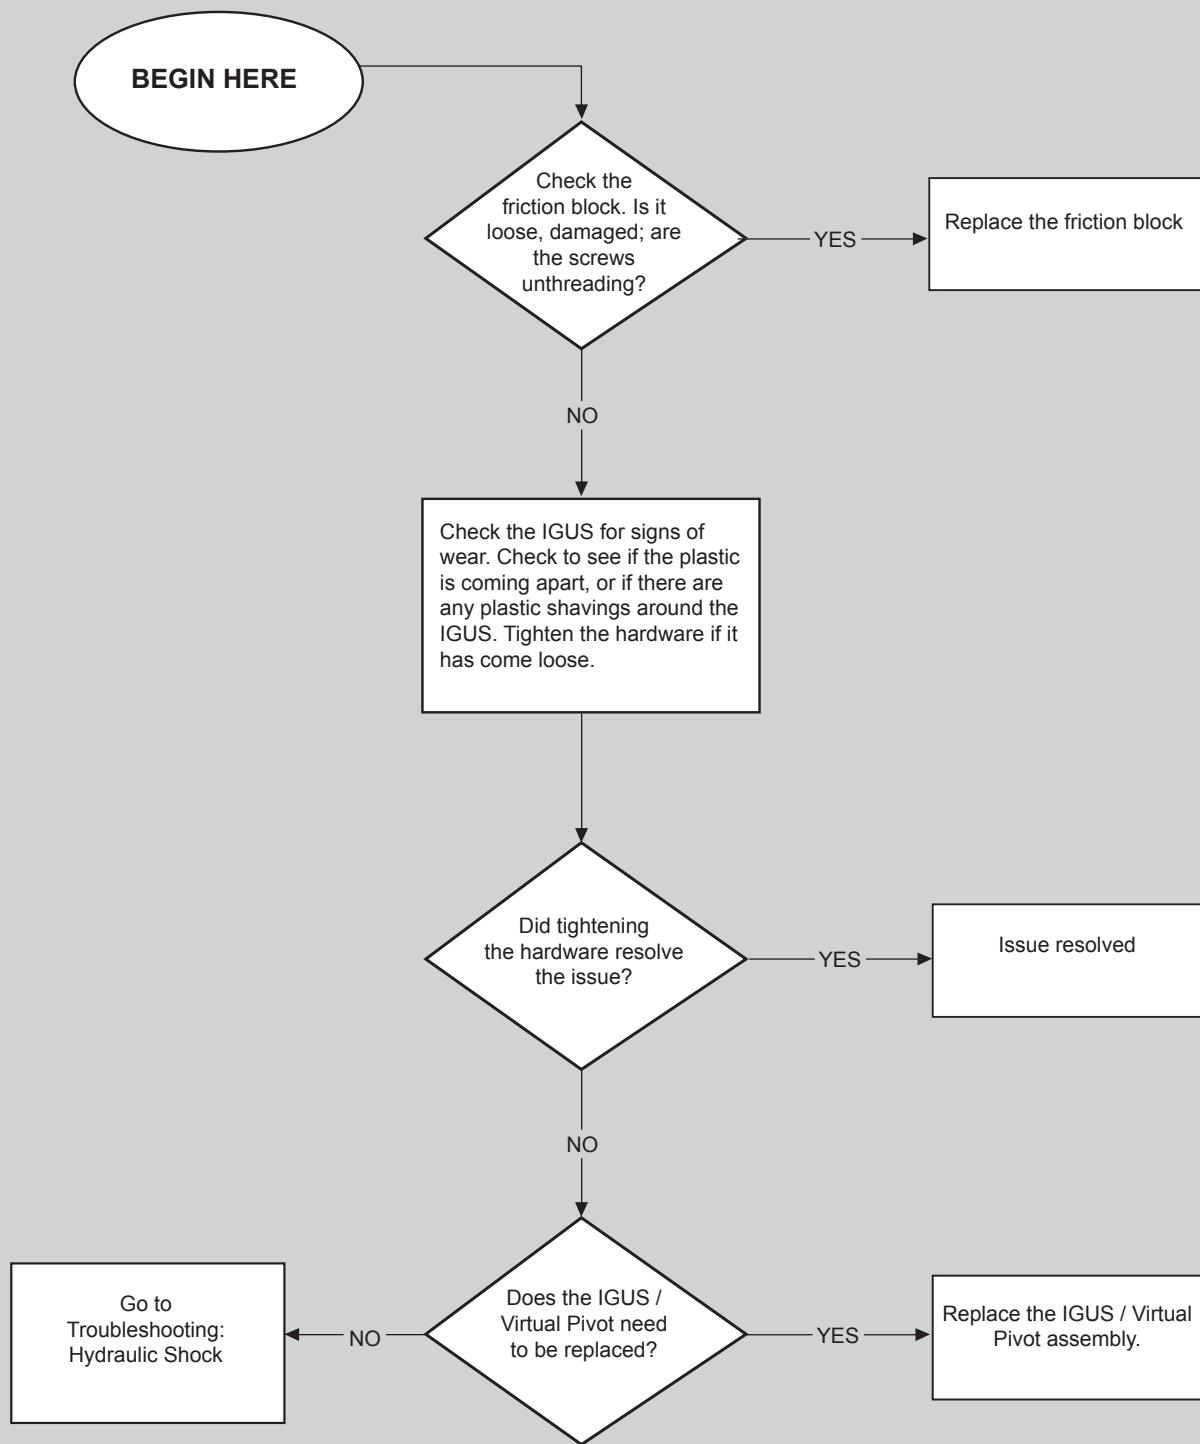 BEGIN HERE
Check the
friction block. Is it
loose, damaged; are
the screws
unthreading?
YES
Replace the friction block
NO
Check the IGUS for signs of
wear. Check to see if the plastic
is coming apart, or if there are
any plastic shavings around the
IGUS. Tighten the hardware if it
has come loose.
Did tightening
the hardware resolve
the issue?
YES
Issue resolved
NO
Does the IGUS /
Virtual Pivot need
to be replaced?
YES
Replace the IGUS / Virtual
Pivot assembly.
NO
Go to
Troubleshooting:
Hydraulic Shock